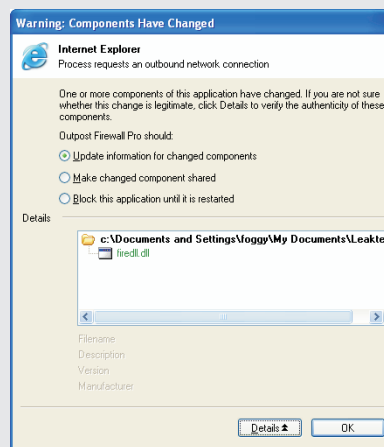 Warning: Components Have Changed
Internet Explorer
Process requests an outbound network connection
One or more components of this application have changed. If you are not sure
whether this change is legitimate, click Details to verify the authenticity of these
components.
Outpost Firewall Pro should:
Update information for changed components
Make changed component shared
Block this application until it is restarted
Details
c:\Documents and Settings\foggy\My Documents\Leakte
firedll.dll
Filename
Description
Version
Manufacturer
Details
OK